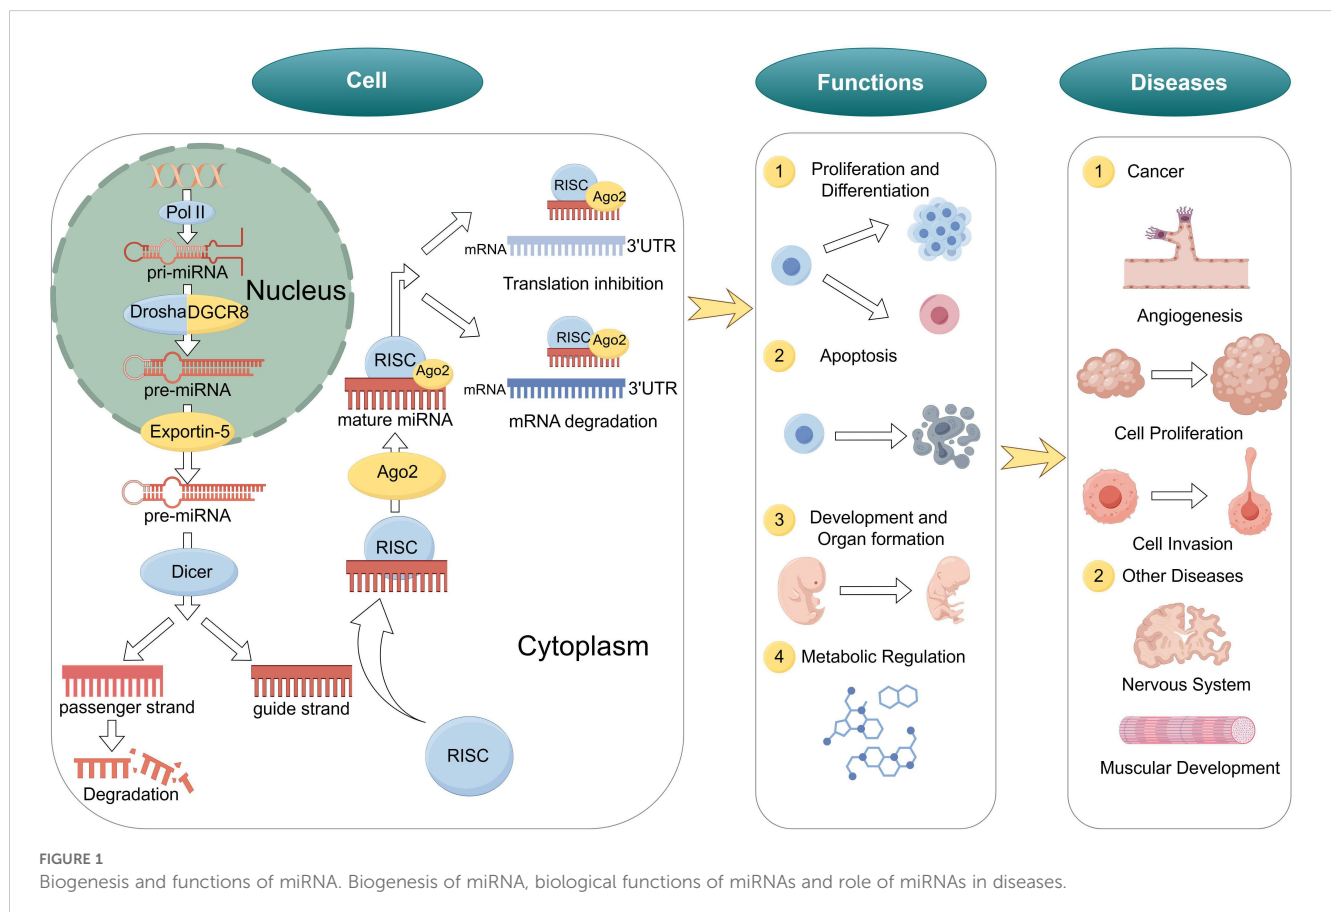 Cell
Functions
Diseases
Pol II
pri-miRNA
Nucleus
DroshaDGCR8
pre-miRNA
Exportin-5
pre-miRNA
Dicer
passenger strand
guide strand
Degradation
RISC
RISC
Ago2
RISC
Ago2
mature miRNA
RISC
Ago2
mRNA
3'UTR
Translation inhibition
RISC
Ago2
mRNA
3'UTR
mRNA degradation
Cytoplasm
1
Proliferation and
Differentiation
2
Apoptosis
3
Development and
Organ formation
4
Metabolic Regulation
1
Cancer
Angiogenesis
Cell Proliferation
Cell Invasion
2
Other Diseases
Nervous System
Muscular Development
FIGURE 1
Biogenesis and functions of miRNA. Biogenesis of miRNA, biological functions of miRNAs and role of miRNAs in diseases.